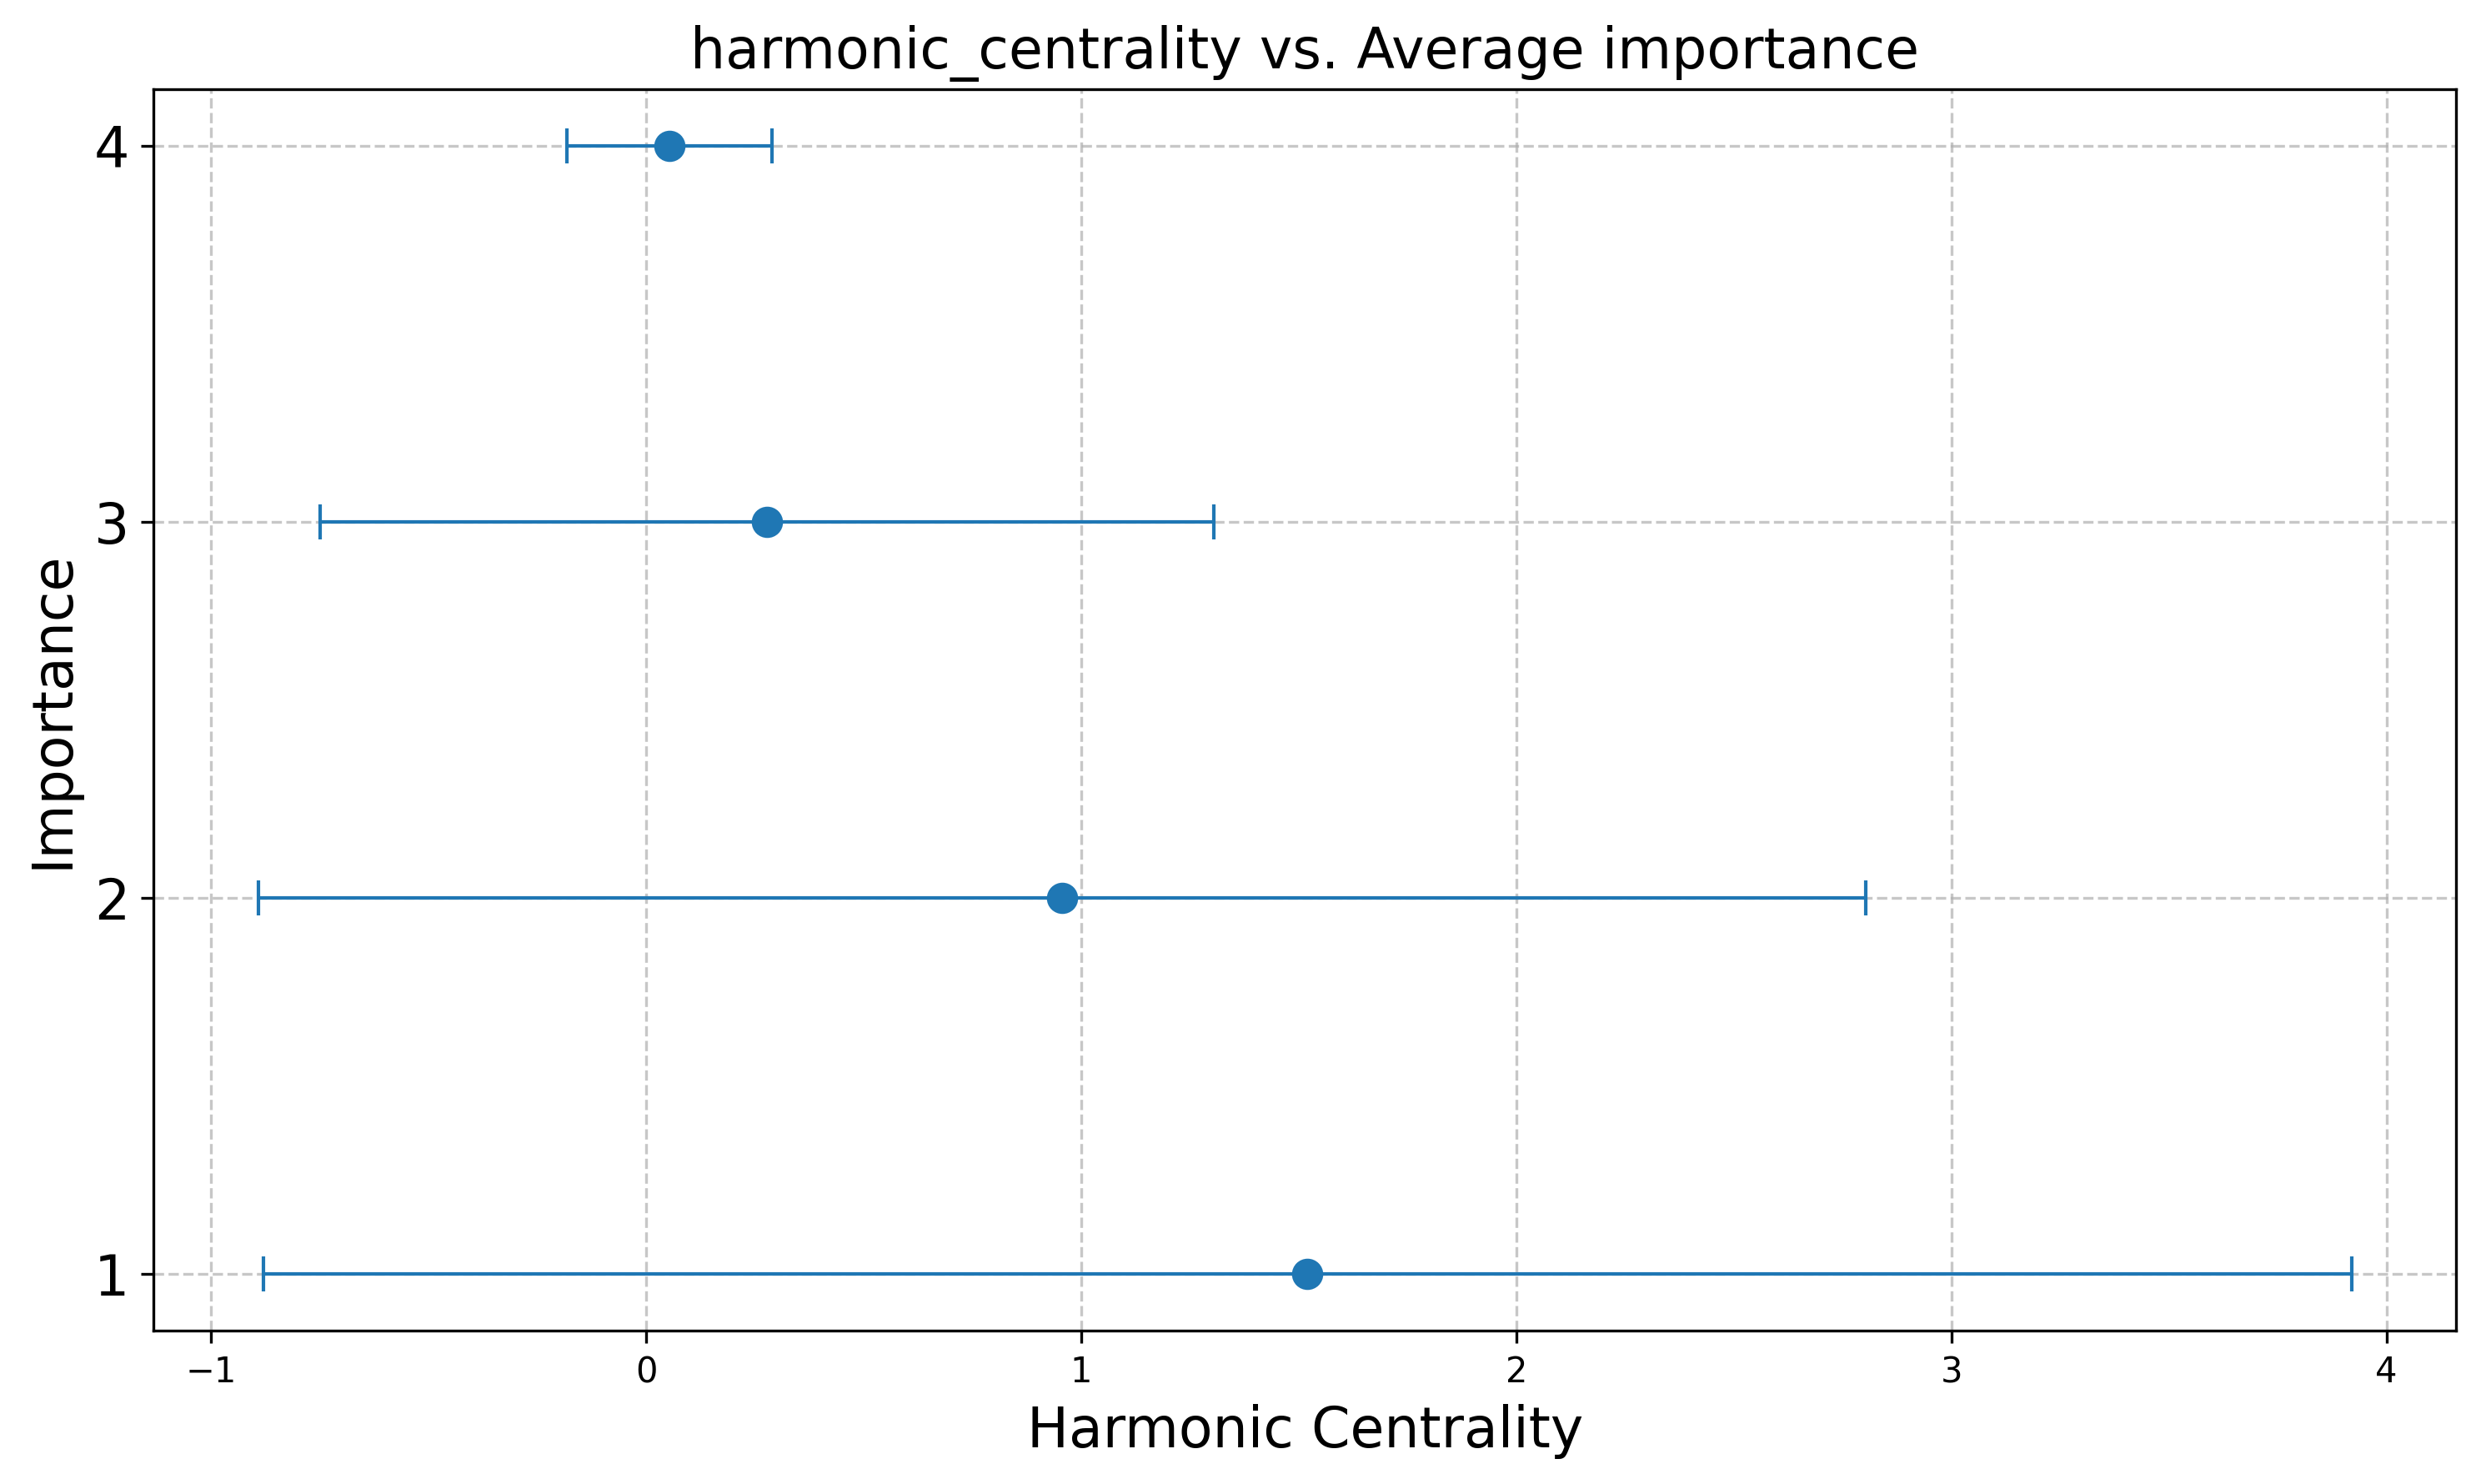 harmonic_centrality vs. Average importance
4
3
2
1
Importance
−1 0 1 2 3 4
Harmonic Centrality